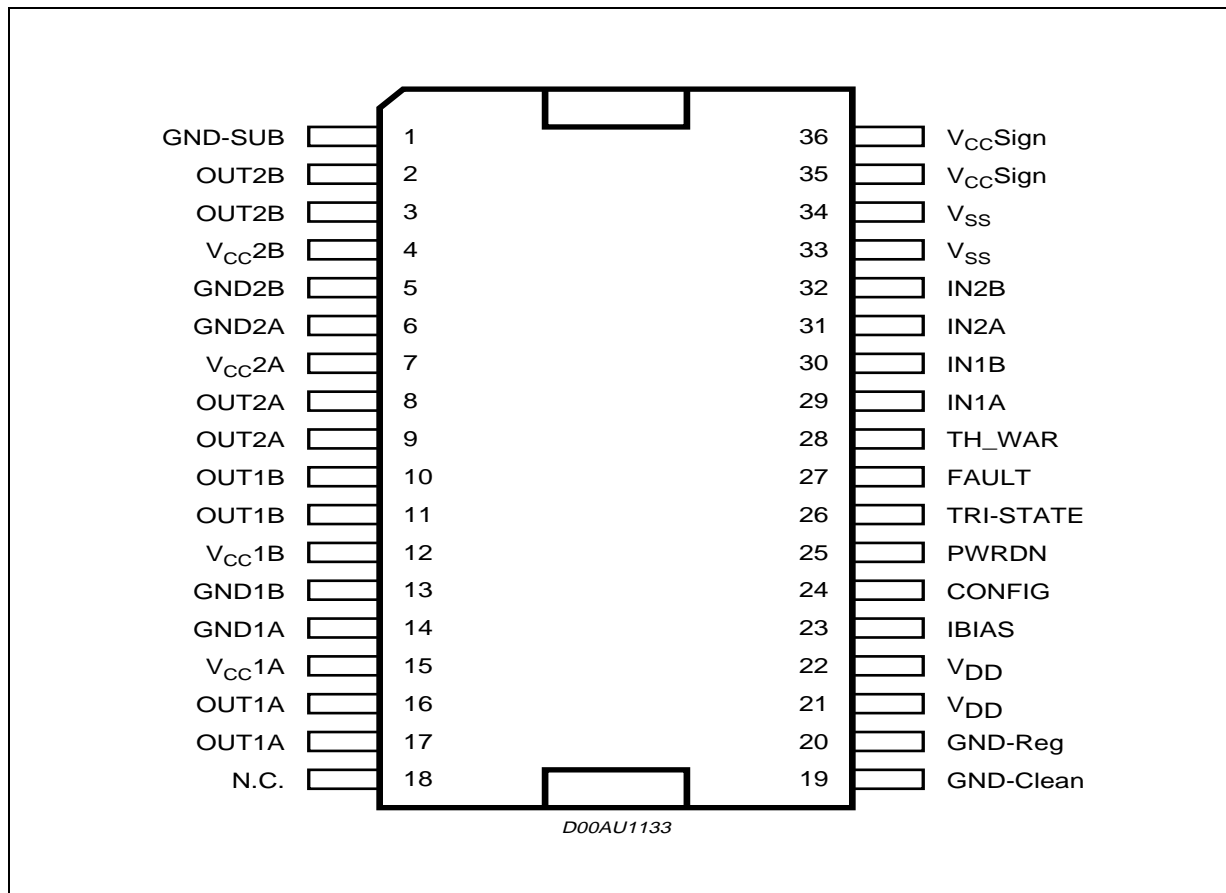 GND-SUB 1 36 VCCSign
OUT2B 2 35 VCCSign
OUT2B 3 34 VSS
VCC2B 4 33 VSS
GND2B 5 32 IN2B
GND2A 6 31 IN2A
VCC2A 7 30 IN1B
OUT2A 8 29 IN1A
OUT2A 9 28 TH_WAR
OUT1B 10 27 FAULT
OUT1B 11 26 TRI-STATE
VCC1B 12 25 PWRDN
GND1B 13 24 CONFIG
GND1A 14 23 IBIAS
VCC1A 15 22 VDD
OUT1A 16 21 VDD
OUT1A 17 20 GND-Reg
N.C. 18 19 GND-Clean
D00AU1133